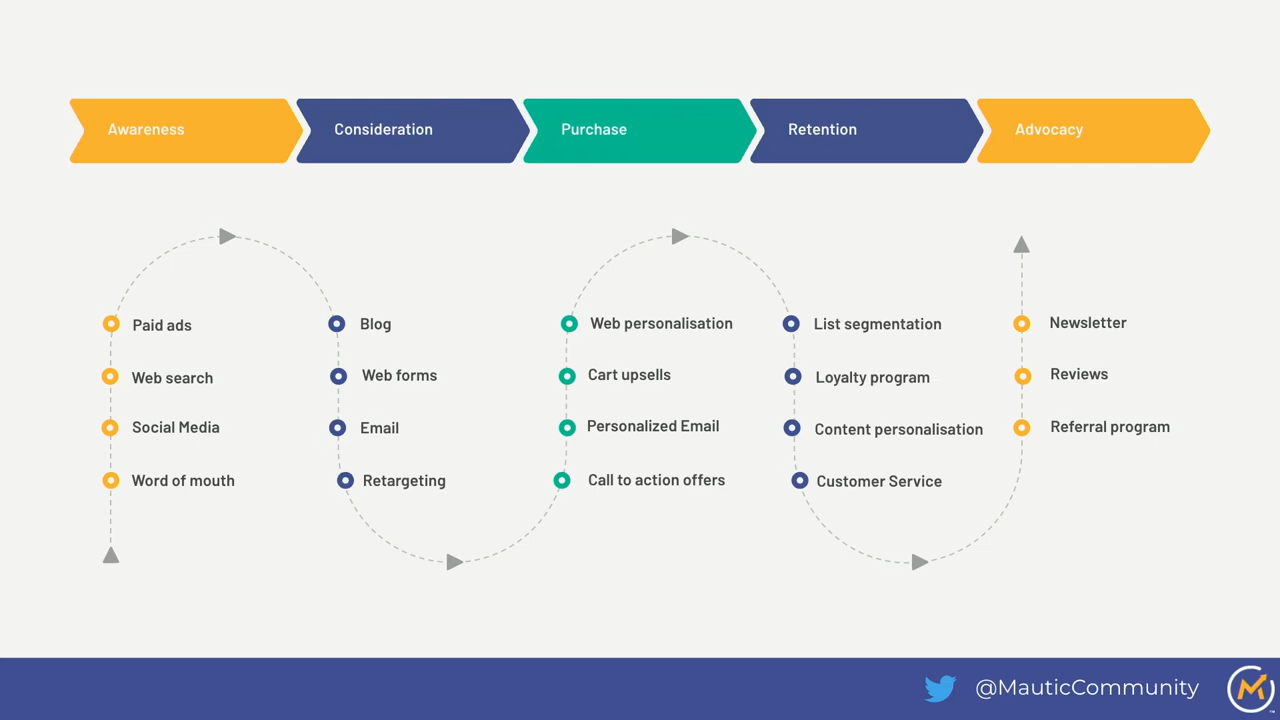 Awareness
Consideration
Purchase
Retention
Advocacy
Paid ads
Web search
Social Media
Word of mouth
Blog
Web forms
Email
Retargeting
Web personalisation
Cart upsells
Personalized Email
Call to action offers
List segmentation
Loyalty program
Content personalisation
Customer Service
Newsletter
Reviews
Referral program
@MauticCommunity